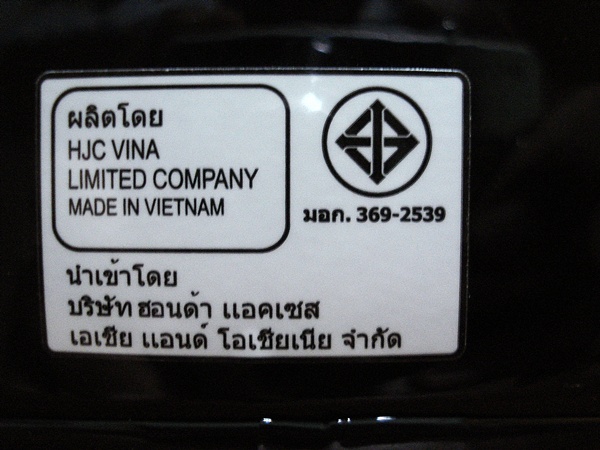 ผลิตโดย
HJC VINA
LIMITED COMPANY
MADE IN VIETNAM
มอก. 369-2539
นำเข้าโดย
บริษัท ฮอนด้า แอคเซส
เอเชีย แอนด์ โอเชียเนีย จำกัด